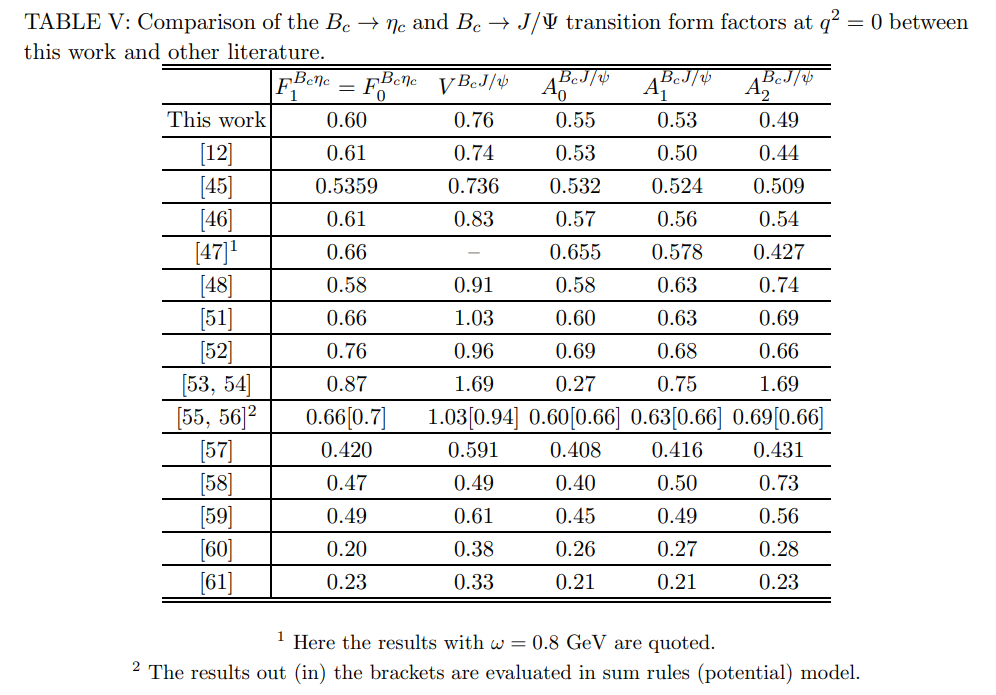 TABLE V: Comparison of the $B_c \to \eta_c$ and $B_c \to J/\Psi$ transition form factors at $q^2 = 0$ between
this work and other literature.
$F_1^{B_c\eta_c} = F_0^{B_c\eta_c}$ $V^{B_cJ/\psi}$ $A_0^{B_cJ/\psi}$ $A_1^{B_cJ/\psi}$ $A_2^{B_cJ/\psi}$
This work 0.60 0.76 0.55 0.53 0.49
[12] 0.61 0.74 0.53 0.50 0.44
[45] 0.5359 0.736 0.532 0.524 0.509
[46] 0.61 0.83 0.57 0.56 0.54
[47]¹ 0.66 – 0.655 0.578 0.427
[48] 0.58 0.91 0.58 0.63 0.74
[51] 0.66 1.03 0.60 0.63 0.69
[52] 0.76 0.96 0.69 0.68 0.66
[53, 54] 0.87 1.69 0.27 0.75 1.69
[55, 56]² 0.66[0.7] 1.03[0.94] 0.60[0.66] 0.63[0.66] 0.69[0.66]
[57] 0.420 0.591 0.408 0.416 0.431
[58] 0.47 0.49 0.40 0.50 0.73
[59] 0.49 0.61 0.45 0.49 0.56
[60] 0.20 0.38 0.26 0.27 0.28
[61] 0.23 0.33 0.21 0.21 0.23
¹ Here the results with ω = 0.8 GeV are quoted.
² The results out (in) the brackets are evaluated in sum rules (potential) model.